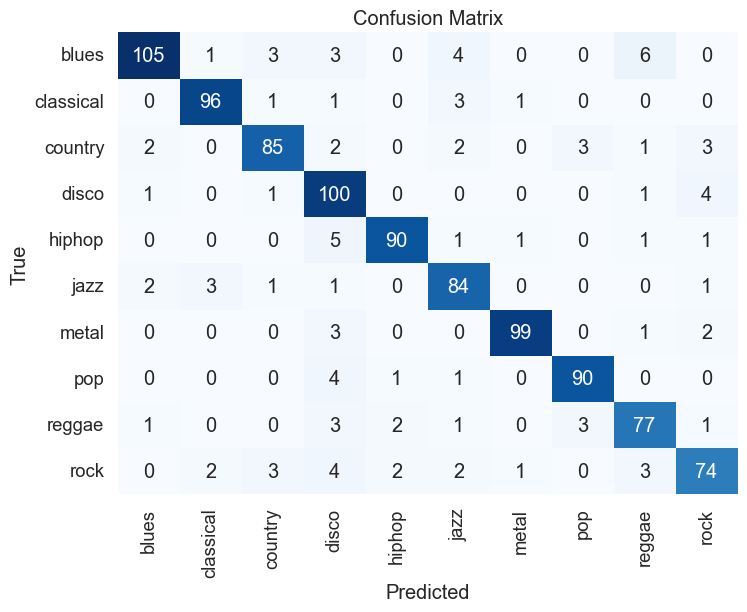 Confusion Matrix
blues 105 1 3 3 0 4 0 0 6 0
classical 0 96 1 1 0 3 1 0 0 0
country 2 0 85 2 0 2 0 3 1 3
disco 1 0 1 100 0 0 0 0 1 4
hiphop 0 0 0 5 90 1 1 0 1 1
jazz 2 3 1 1 0 84 0 0 0 1
metal 0 0 0 3 0 0 99 0 1 2
pop 0 0 0 4 1 1 0 90 0 0
reggae 1 0 0 3 2 1 0 3 77 1
rock 0 2 3 4 2 2 1 0 3 74
True
blues classical country disco hiphop jazz metal pop reggae rock
Predicted